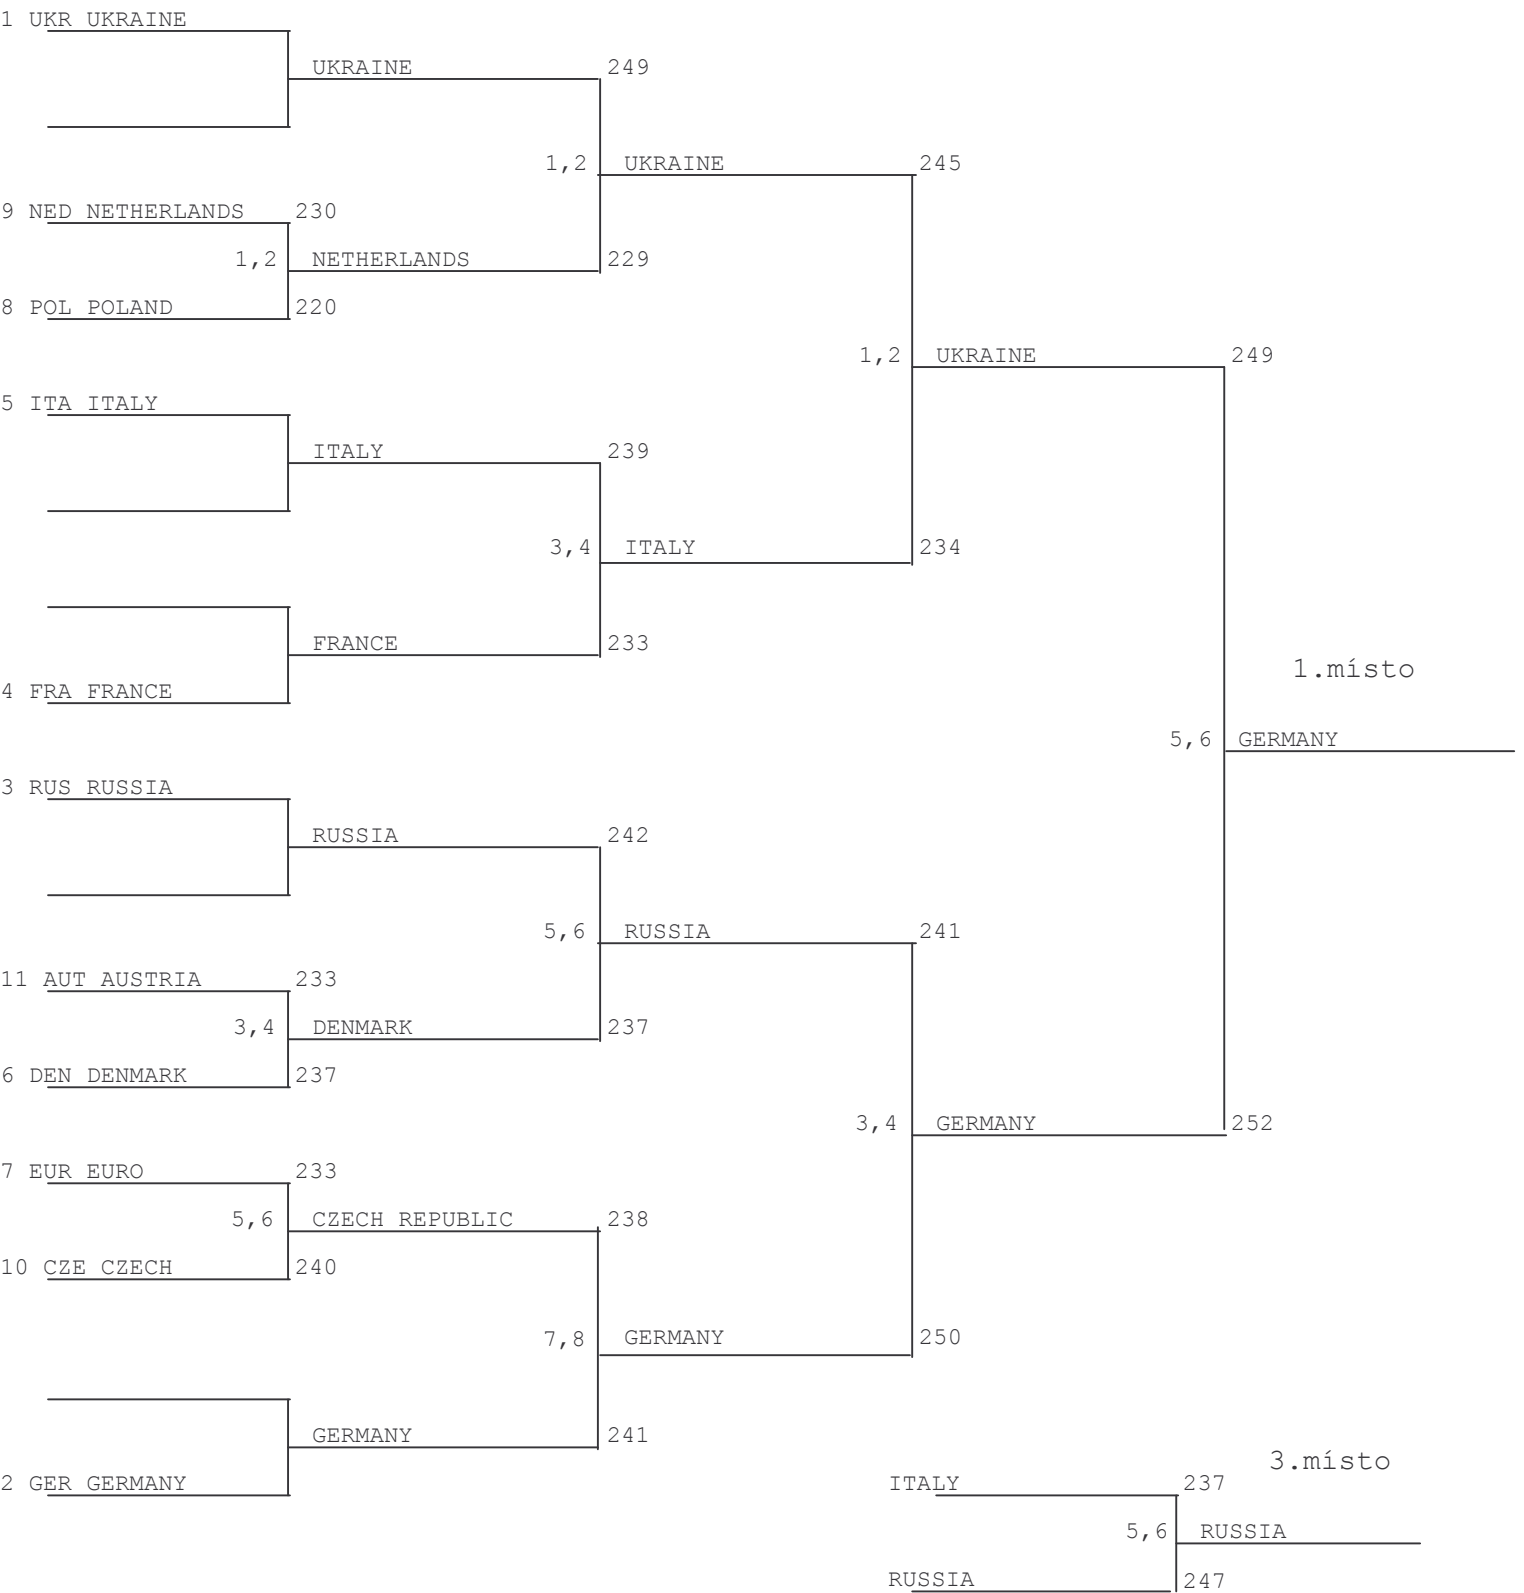 1 UKR UKRAINE
UKRAINE 249
1,2 UKRAINE 245
9 NED NETHERLANDS 230
1,2 NETHERLANDS 229
8 POL POLAND 220
1,2 UKRAINE 249
5 ITA ITALY
ITALY 239
3,4 ITALY 234
FRANCE 233
1.místo
4 FRA FRANCE
5,6 GERMANY
3 RUS RUSSIA
RUSSIA 242
5,6 RUSSIA 241
11 AUT AUSTRIA 233
3,4 DENMARK 237
6 DEN DENMARK 237
3,4 GERMANY 252
7 EUR EURO 233
5,6 CZECH REPUBLIC 238
10 CZE CZECH 240
7,8 GERMANY 250
GERMANY 241
3.místo
2 GER GERMANY
ITALY 237
5,6 RUSSIA
RUSSIA 247